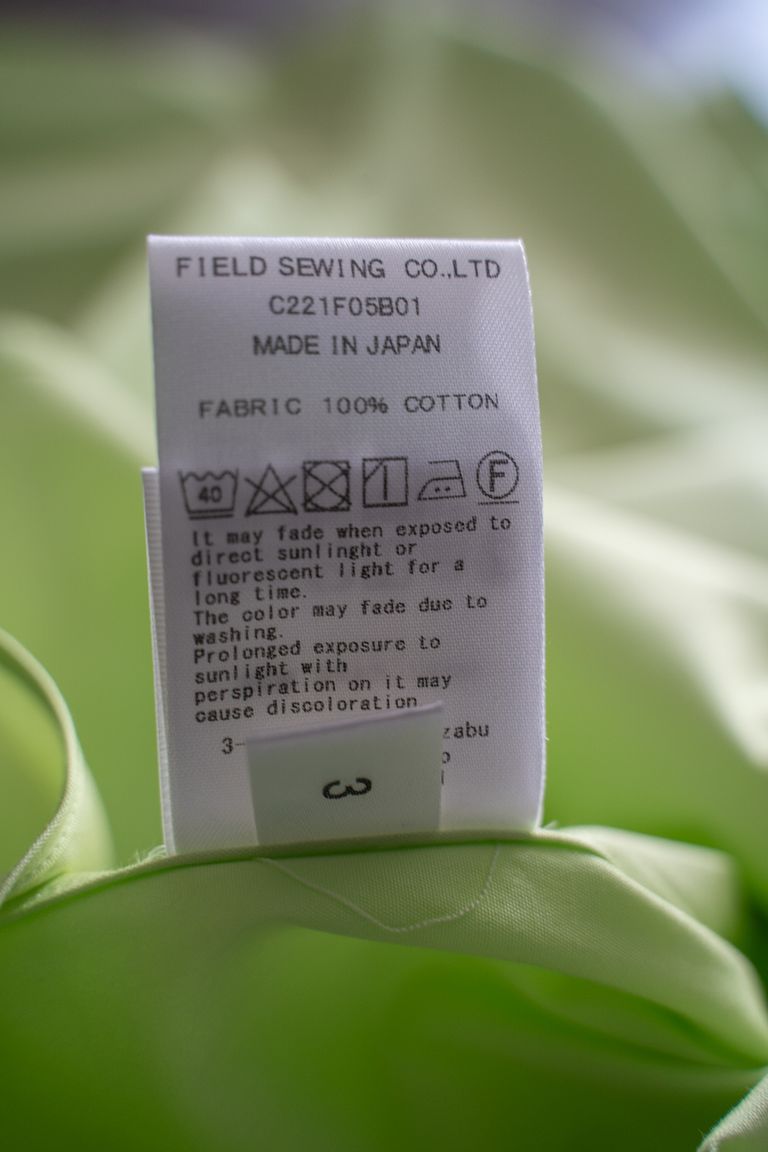 FIELD SEWING CO.,LTD
C221F05B01
MADE IN JAPAN
FABRIC 100% COTTON
40 F
It may fade when exposed to
direct sunlinght or
fluorescent light for a
long time.
The color may fade due to
washing.
Prolonged exposure to
sunlight with
perspiration on it may
cause discoloration
3-
3